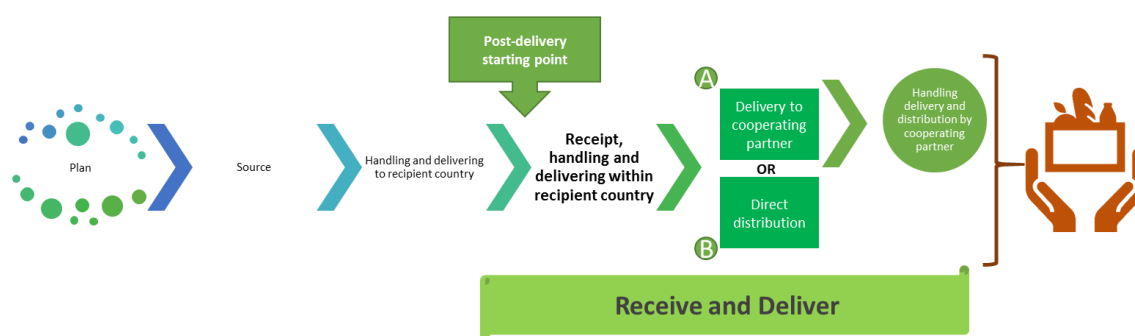 Post-delivery
starting point
Plan
Source
Handling and delivering
to recipient country
Receipt,
handling and
delivering within
recipient country
A
Delivery to
cooperating
partner
OR
B
Direct
distribution
Handling
delivery and
distribution by
cooperating
partner
Receive and Deliver